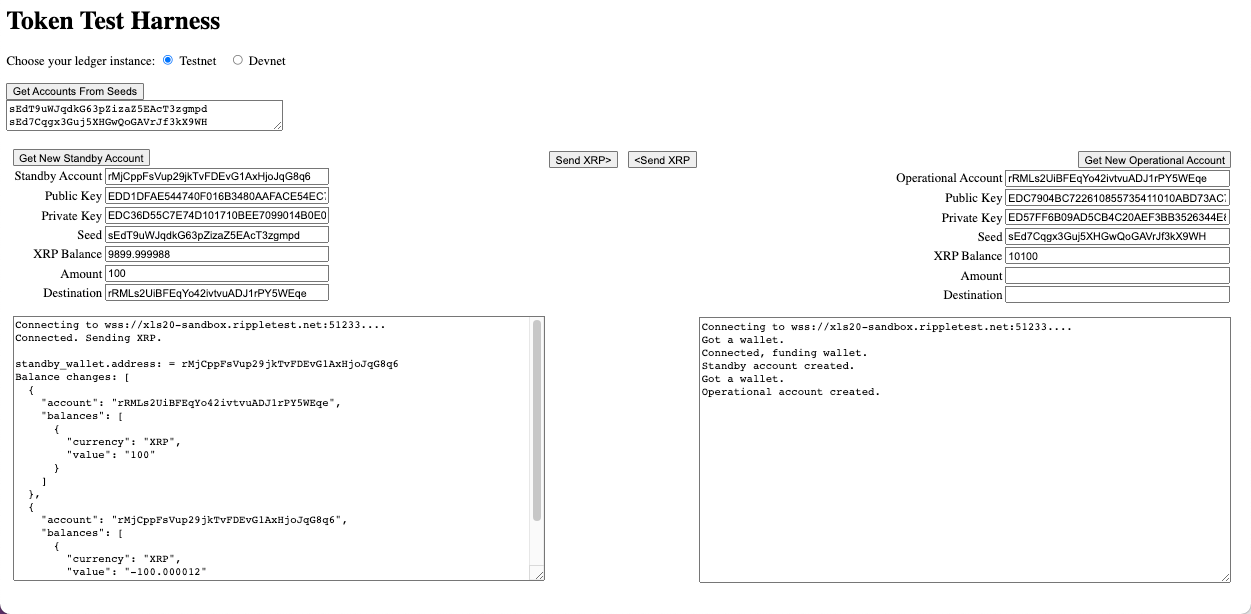 Token Test Harness
Choose your ledger instance: Testnet Devnet
Get Accounts From Seeds
sEdT9uWJqdkG63pZizaZ5EAcT3zgmpd
sEd7Cqgx3Guj5XHGwQoGAVrJf3kX9WH
Get New Standby Account
Standby Account rMjCppFsVup29jkTvFDEvG1AxHjoJqG8q6
Public Key EDD1DFAE544740F016B3480AAFACE54EC
Private Key EDC36D55C7E74D101710BEE7099014B0E0
Seed sEdT9uWJqdkG63pZizaZ5EAcT3zgmpd
XRP Balance 9899.999988
Amount 100
Destination rRMLs2UiBFEqYo42ivtvuADJ1rPY5WEqe
Send XRP> <Send XRP
Get New Operational Account
Operational Account rRMLs2UiBFEqYo42ivtvuADJ1rPY5WEqe
Public Key EDC7904BC722610855735411010ABD73AC
Private Key ED57FF6B09AD5CB4C20AEF3BB3526344E
Seed sEd7Cqgx3Guj5XHGwQoGAVrJf3kX9WH
XRP Balance 10100
Amount
Destination
Connecting to wss://xls20-sandbox.rippletest.net:51233....
Connected. Sending XRP.
standby_wallet.address: = rMjCppFsVup29jkTvFDEvG1AxHjoJqG8q6
Balance changes: [
{
"account": "rRMLs2UiBFEqYo42ivtvuADJ1rPY5WEqe",
"balances": [
{
"currency": "XRP",
"value": "100"
}
]
},
{
"account": "rMjCppFsVup29jkTvFDEvG1AxHjoJqG8q6",
"balances": [
{
"currency": "XRP",
"value": "-100.000012"
Connecting to wss://xls20-sandbox.rippletest.net:51233....
Got a wallet.
Connected, funding wallet.
Standby account created.
Got a wallet.
Operational account created.